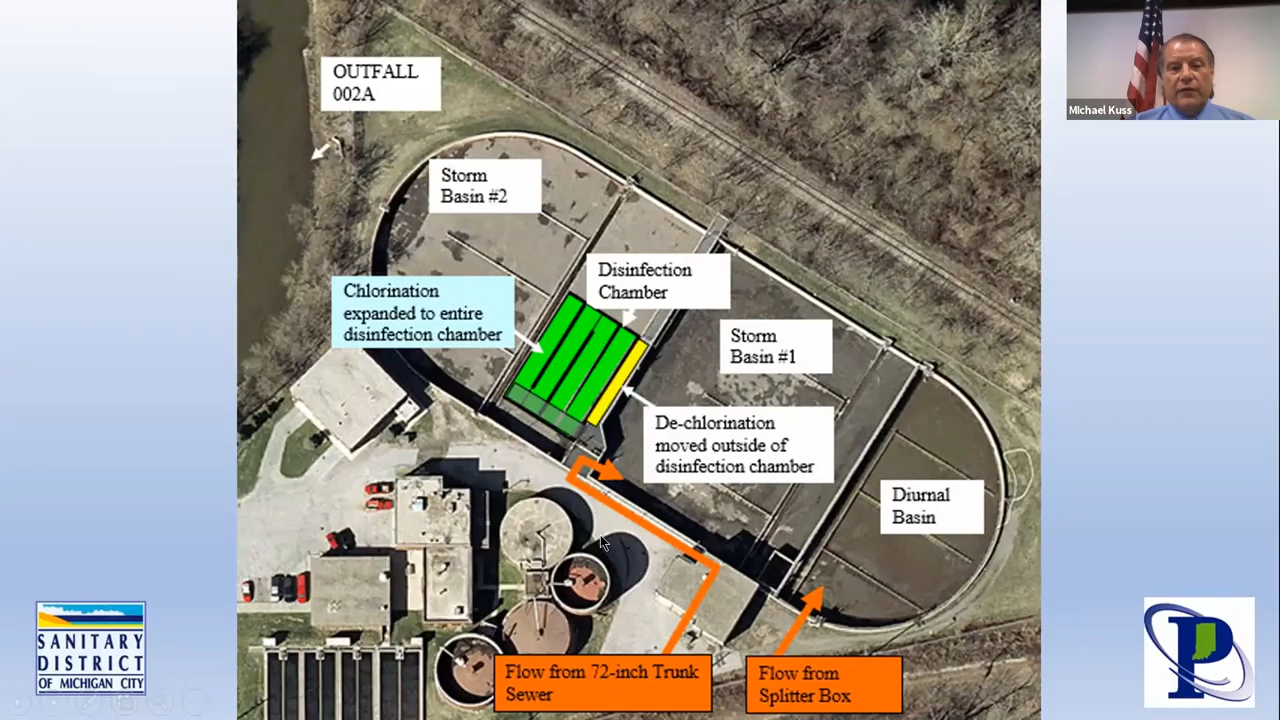 OUTFALL
002A
Michael Kuss
Storm
Basin #2
Disinfection
Chamber
Chlorination
expanded to entire
disinfection chamber
Storm
Basin #1
De-chlorination
moved outside of
disinfection chamber
Diurnal
Basin
SANITARY
DISTRICT
OF MICHIGAN CITY
Flow from 72-inch Trunk
Sewer
Flow from
Splitter Box
P